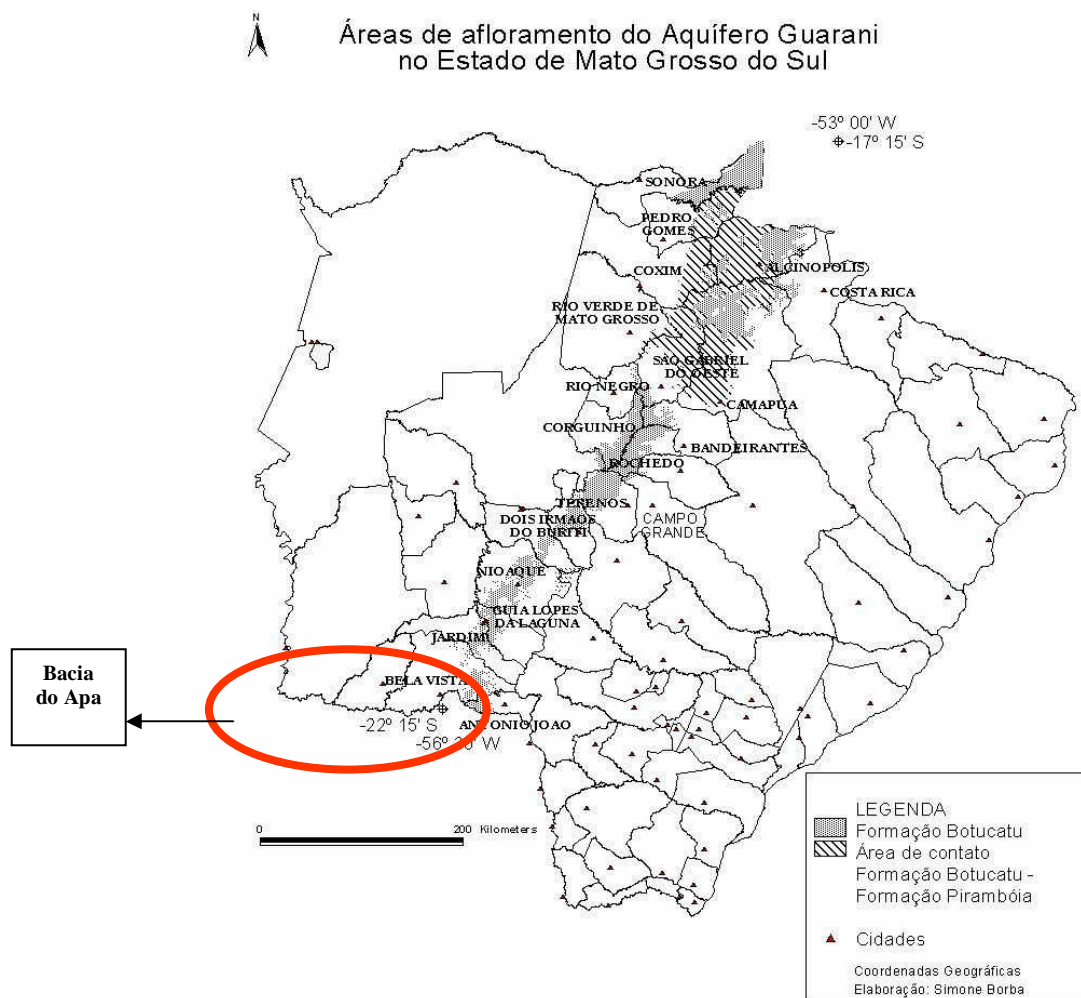 N
Áreas de afloramento do Aquífero Guarani
no Estado de Mato Grosso do Sul
-53º 00' W
-17º 15' S
SONORA
PEDRO
GOMES
COXIM
ALCINOPOLIS
COSTA RICA
RIO VERDE DE
MATO GROSSO
SAO GABRIEL
DO OESTE
RIO NEGRO
CAMAPUA
CORGUINHO
BANDEIRANTES
ROCHEDO
TERENOS
CAMPO
GRANDE
DOIS IRMAOS
DO BURITI
NIOAQUE
GUIA LOPES
DA LAGUNA
JARDIM
BELA VISTA
Bacia
do Apa
-22º 15' S
ANTONIO JOAO
W
0 200 Kilometers
LEGENDA
Formação Botucatu
Área de contato
Formação Botucatu -
Formação Pirambóia
Cidades
Coordenadas Geográficas
Elaboração: Simone Borba